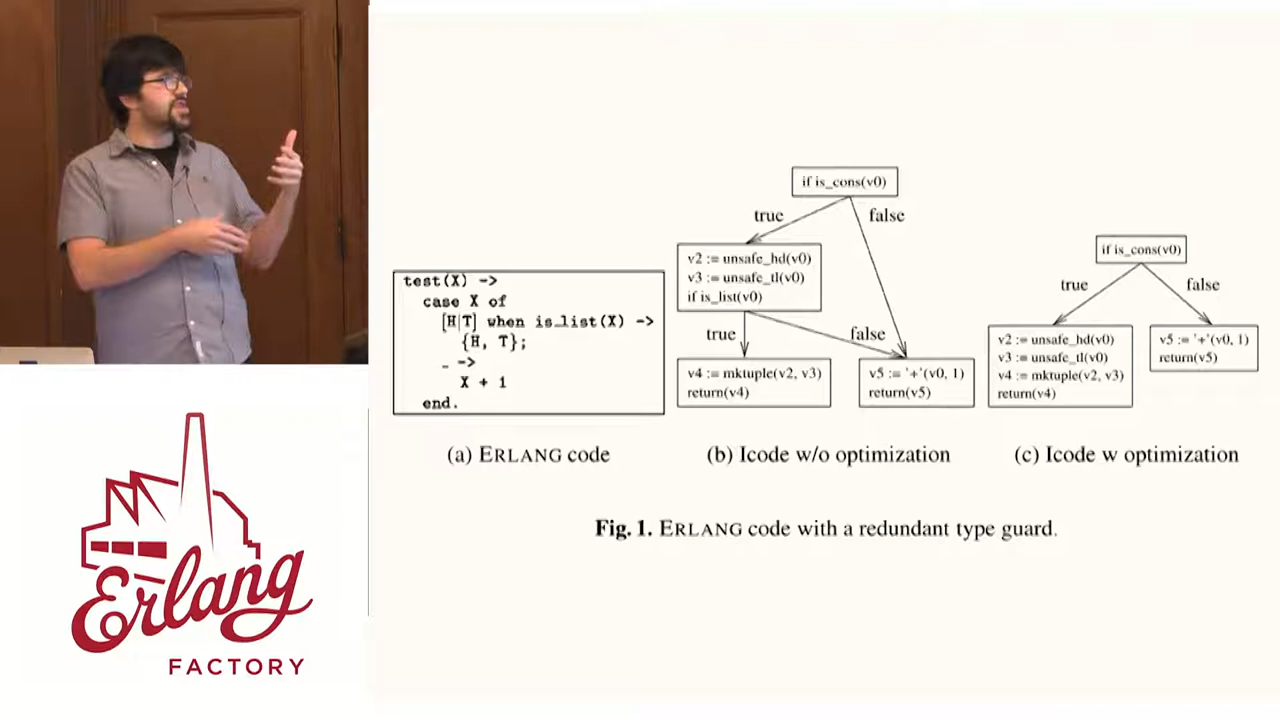 test(X) ->
case X of
[H|T] when is_list(X) ->
{H, T};
_ ->
X + 1
end.
(a) ERLANG code
if is_cons(v0)
true
false
v2 := unsafe_hd(v0)
v3 := unsafe_tl(v0)
if is_list(v0)
true
false
v4 := mktuple(v2, v3)
return(v4)
v5 := '+'(v0, 1)
return(v5)
(b) Icode w/o optimization
if is_cons(v0)
true
false
v2 := unsafe_hd(v0)
v3 := unsafe_tl(v0)
v4 := mktuple(v2, v3)
return(v4)
v5 := '+'(v0, 1)
return(v5)
(c) Icode w optimization
Fig. 1. ERLANG code with a redundant type guard.
Erlang
FACTORY